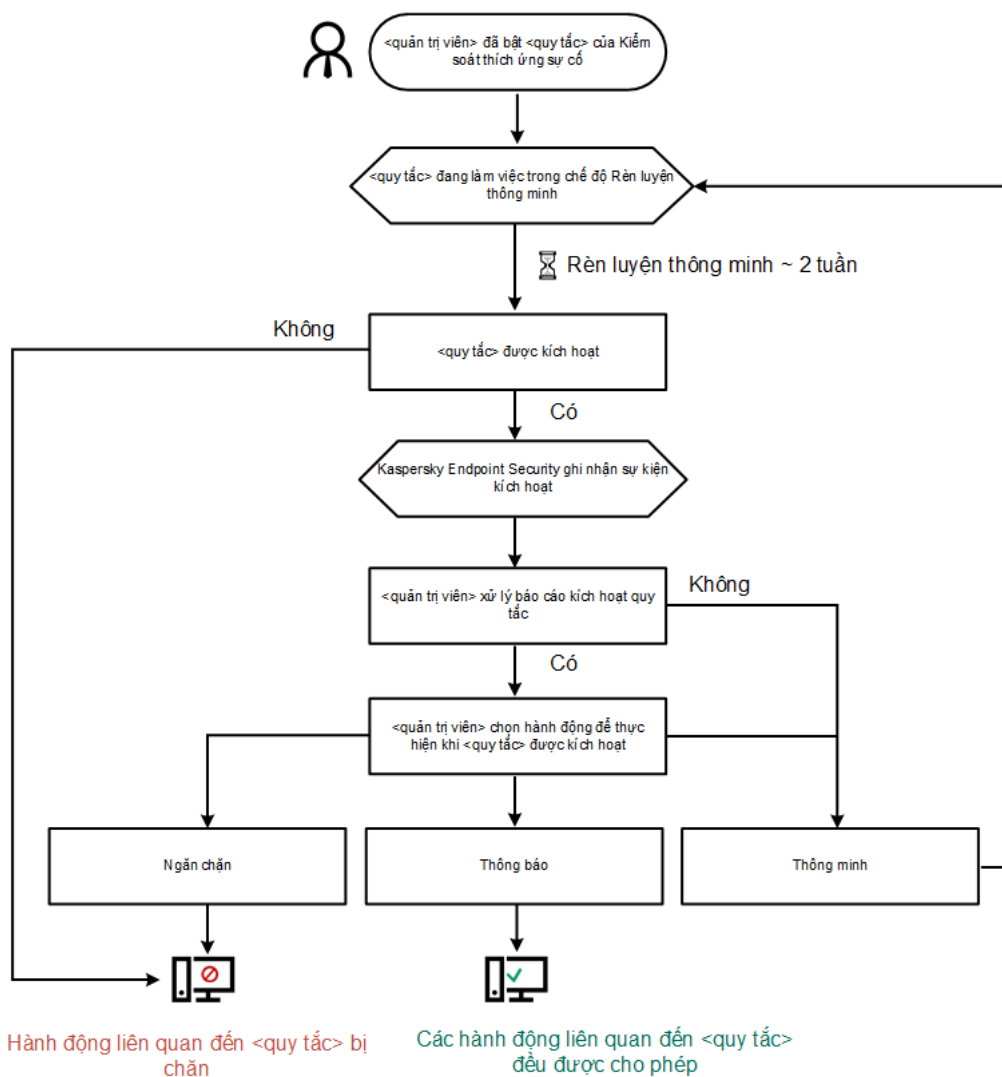 <quản trị viên> đã bật <quy tắc> của Kiểm
soát thích ứng sự cố
<quy tắc> đang làm việc trong chế độ Rèn luyện
thông minh
Rèn luyện thông minh ~ 2 tuần
Không
<quy tắc> được kích hoạt
Có
Kaspersky Endpoint Security ghi nhận sự kiện
kích hoạt
<quản trị viên> xử lý báo cáo kích hoạt quy
tắc
Không
Có
<quản trị viên> chọn hành động để thực
hiện khi <quy tắc> được kích hoạt
Ngăn chặn
Thông báo
Thông minh
Hành động liên quan đến <quy tắc> bị
chặn
Các hành động liên quan đến <quy tắc>
đều được cho phép